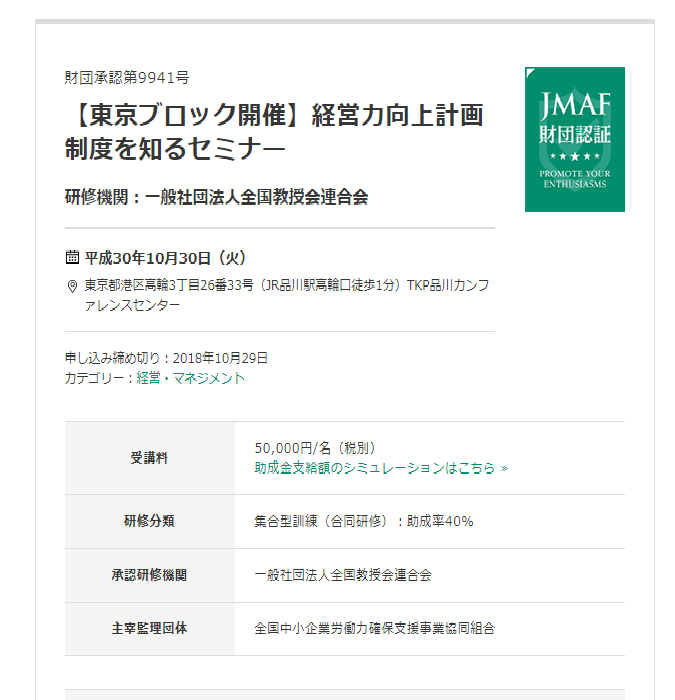 財団承認第9941号
【東京ブロック開催】経営力向上計画
制度を知るセミナー
研修機関：一般社団法人全国教授会連合会
JMAF
財団認証
PROMOTE YOUR
ENTHUSIASMS
平成30年10月30日（火）
東京都港区高輪3丁目26番33号（JR品川駅高輪口徒歩1分）TKP品川カンフ
ァレンスセンター
申し込み締め切り：2018年10月29日
カテゴリー：経営・マネジメント
受講料
50,000円/名（税別）
助成金支給額のシミュレーションはこちら »
研修分類
集合型訓練（合同研修）：助成率40%
承認研修機関
一般社団法人全国教授会連合会
主宰監理団体
全国中小企業労働力確保支援事業協同組合